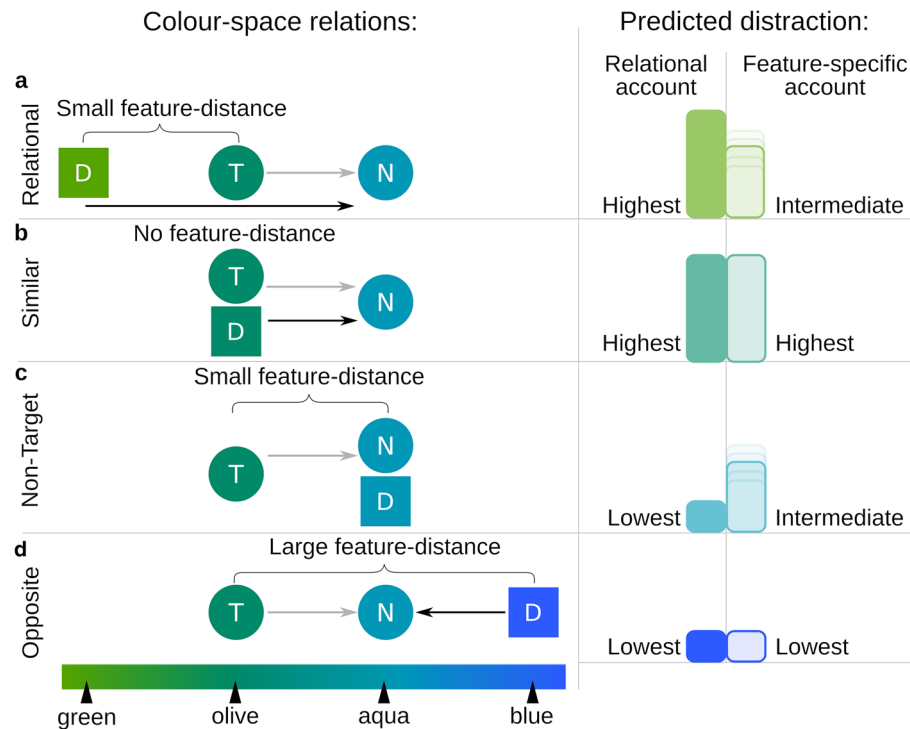 Colour-space relations:
Predicted distraction:
Relational
account
Feature-specific
account
a
Relational
Small feature-distance
D
T
N
Highest
Intermediate
b
Similar
No feature-distance
T
N
D
Highest
Highest
c
Non-Target
Small feature-distance
T
N
D
Lowest
Intermediate
d
Opposite
Large feature-distance
T
N
D
Lowest
Lowest
green
olive
aqua
blue